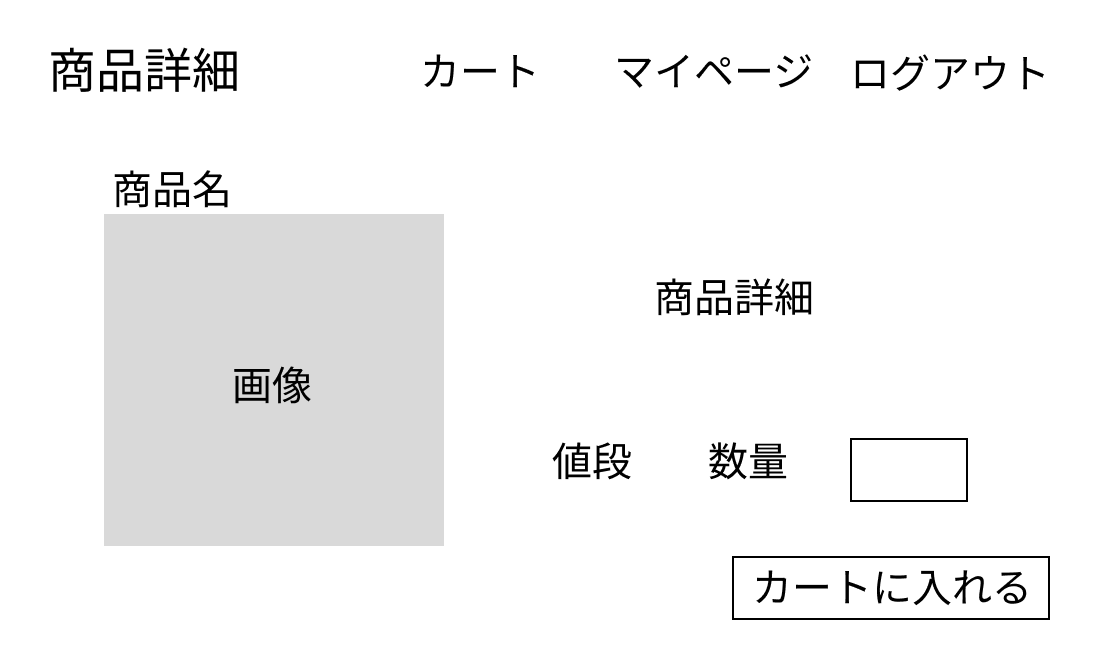 商品詳細 カート マイページ ログアウト
商品名
画像
商品詳細
値段 数量
カートに入れる